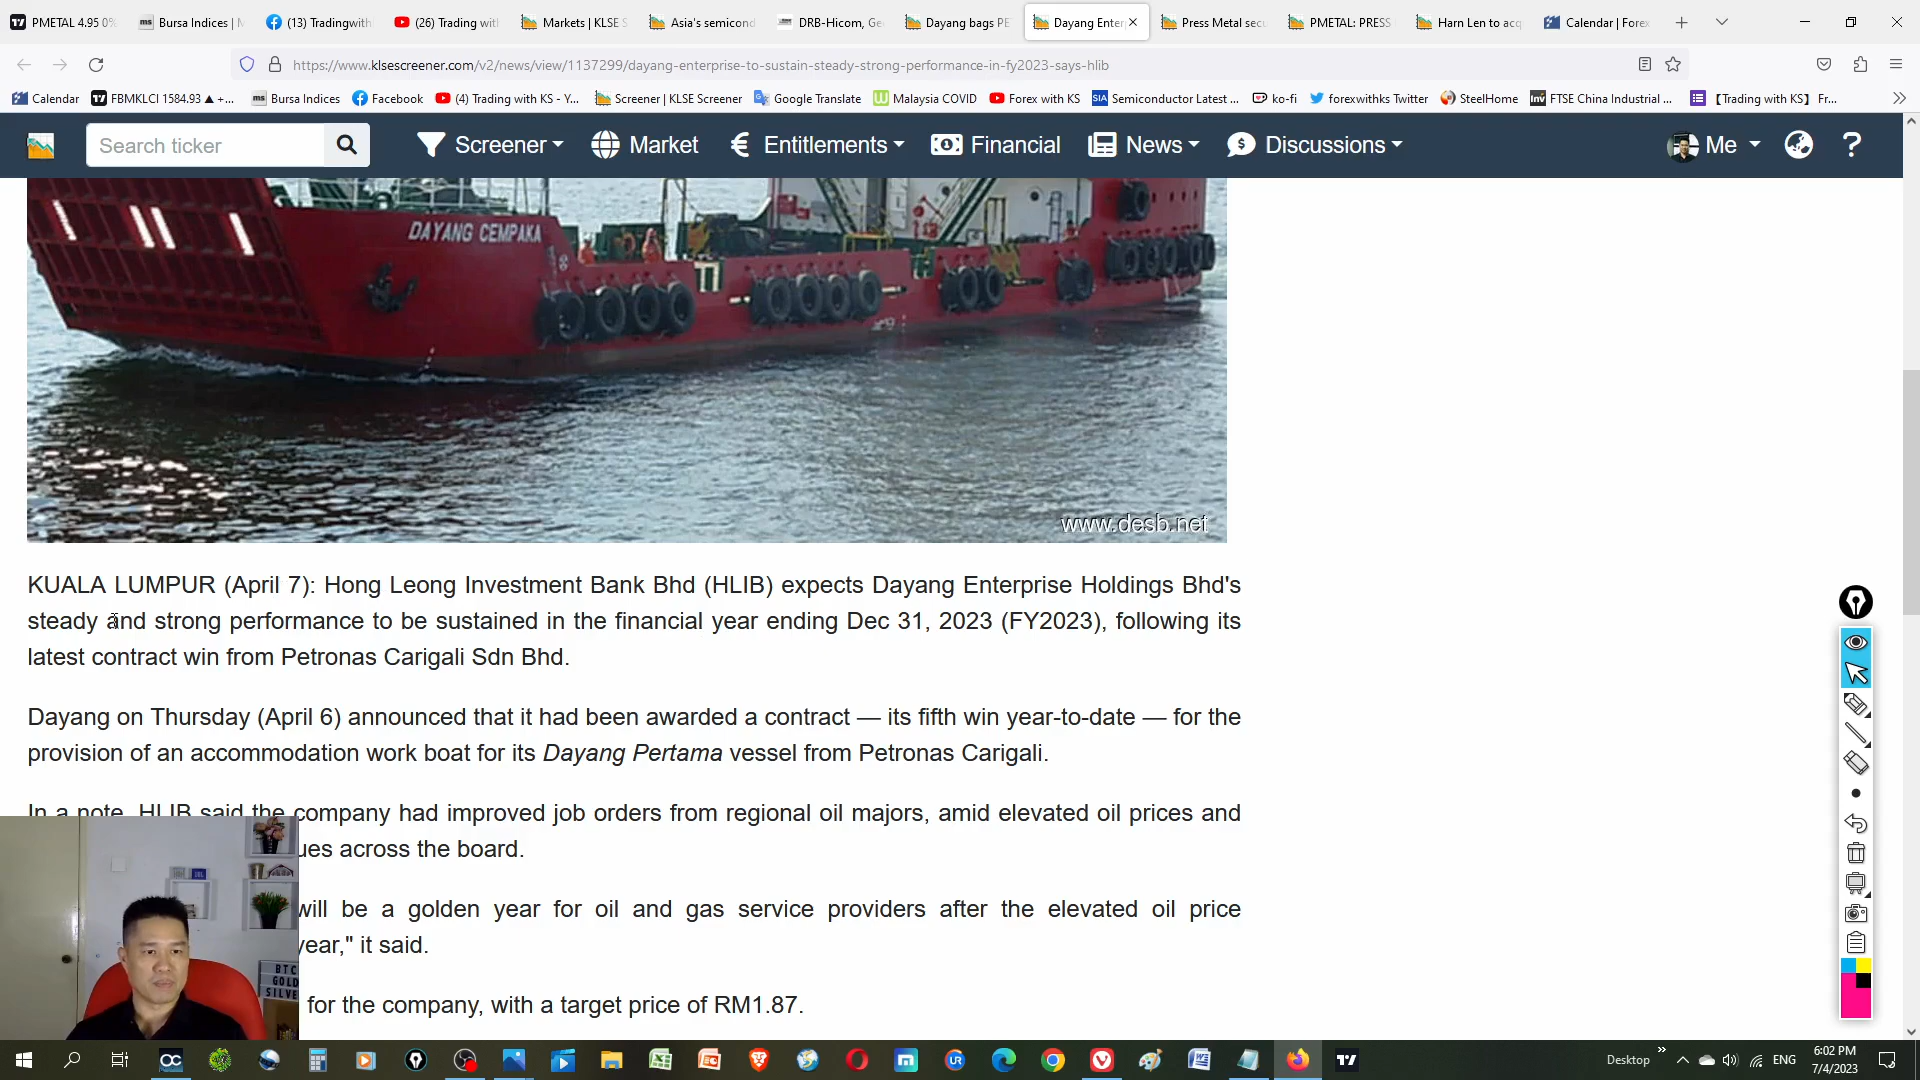 PMETAL 4.95 0%
Bursa Indices | M
(13) Tradingwith
(26) Trading with
Markets | KLSE S
Asia's semicond
DRB-Hicom, Ge
Dayang bags PE
Dayang Enter
Press Metal sec
PMETAL: PRESS
Harn Len to acq
Calendar | Forex
https://www.klsescreener.com/v2/news/view/1137299/dayang-enterprise-to-sustain-steady-strong-performance-in-fy2023-says-hlib
Calendar
FBMKLCI 1584.93 ▲ +...
Bursa Indices
Facebook
(4) Trading with KS - Y...
Screener | KLSE Screener
Google Translate
Malaysia COVID
Forex with KS
Semiconductor Latest ...
ko-fi
forexwithks Twitter
SteelHome
FTSE China Industrial ...
【Trading with KS】 Fr...
Search ticker
Screener
Market
Entitlements
Financial
News
Discussions
Me
DAYANG CEMPAKA
www.desb.net
KUALA LUMPUR (April 7): Hong Leong Investment Bank Bhd (HLIB) expects Dayang Enterprise Holdings Bhd's
steady and strong performance to be sustained in the financial year ending Dec 31, 2023 (FY2023), following its
latest contract win from Petronas Carigali Sdn Bhd.
Dayang on Thursday (April 6) announced that it had been awarded a contract — its fifth win year-to-date — for the
provision of an accommodation work boat for its Dayang Pertama vessel from Petronas Carigali.
In a note, HLIB said the company had improved job orders from regional oil majors, amid elevated oil prices and
ues across the board.
will be a golden year for oil and gas service providers after the elevated oil price
year," it said.
for the company, with a target price of RM1.87.
BTC
GOLD
SILVE
Desktop
ENG
6:02 PM
7/4/2023